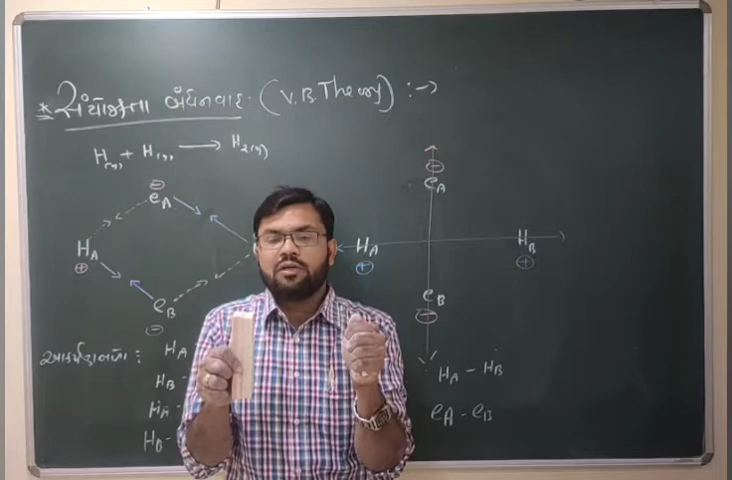 * સંયોજકતા બંધનવાદ. (V.B. Theory) :→
H(g) + H(g) → H2(g)
⊖
eA
HA
⊕
eB
⊖
⊕
eA
HA
⊕
HB
⊕
eB
⊖
આકર્ષણબળ :
HA
HB -
HA -
HB -
HA - HB
eA - eB